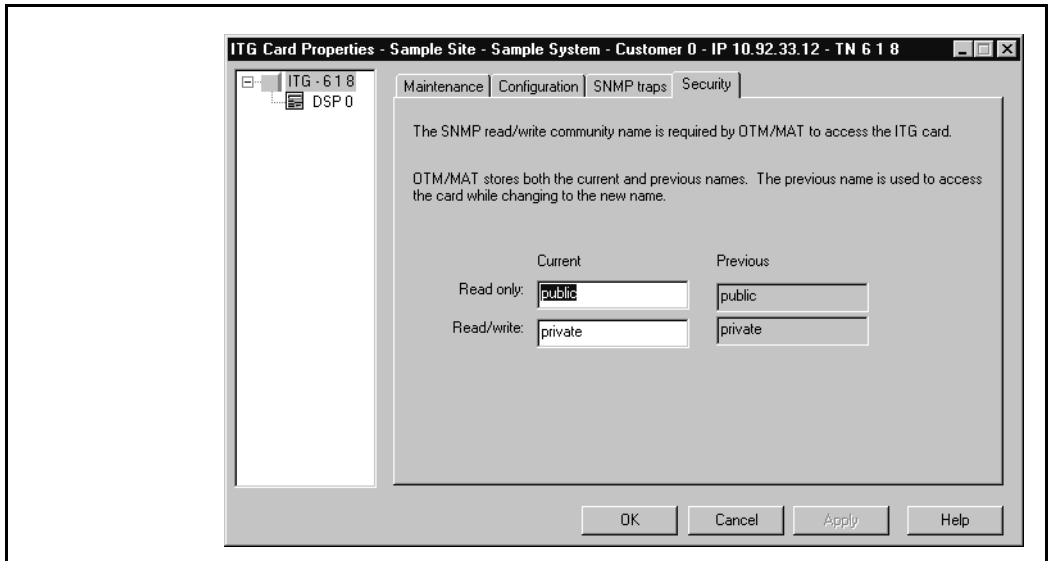 ITG Card Properties - Sample Site - Sample System - Customer 0 - IP 10.92.33.12 - TN 6 1 8
ITG - 6 1 8
DSP 0
Maintenance Configuration SNMP traps Security
The SNMP read/write community name is required by OTM/MAT to access the ITG card.
OTM/MAT stores both the current and previous names. The previous name is used to access
the card while changing to the new name.
Current Previous
Read only: public public
Read/write: private private
OK Cancel Apply Help